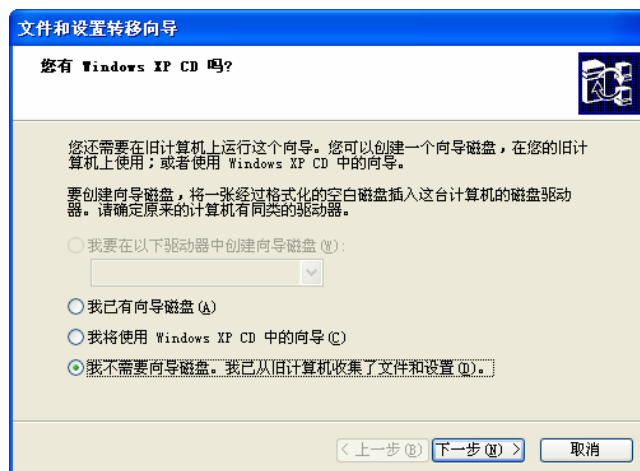 文件和设置转移向导
您有 Windows XP CD 吗?
您还需要在旧计算机上运行这个向导。您可以创建一个向导磁盘，在您的旧计
算机上使用；或者使用 Windows XP CD 中的向导。
要创建向导磁盘，将一张经过格式化的空白磁盘插入这台计算机的磁盘驱动
器。请确定原来的计算机有同类的驱动器。
我要在以下驱动器中创建向导磁盘(W):
我已有向导磁盘(A)
我将使用 Windows XP CD 中的向导(C)
我不需要向导磁盘。我已从旧计算机收集了文件和设置(D)。
< 上一步(B) 下一步(N) > 取消